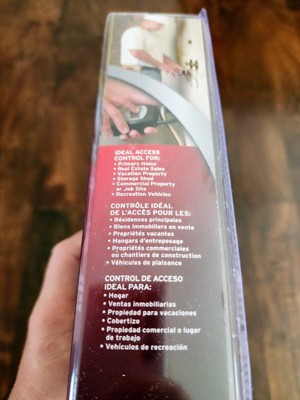 IDEAL ACCESS
CONTROL FOR:
• Primary Home
• Real Estate Sales
• Vacation Property
• Storage Shed
• Commercial Property
or Job Site
• Recreation Vehicles
CONTRÔLE IDÉAL
DE L'ACCÈS POUR LES:
• Résidences principales
• Biens immobiliers en venta
• Propriétés vacantes
• Hangars d'entreposage
• Propriétés commerciales
ou chantiers de construction
• Véhicules de plaisance
CONTROL DE ACCESO
IDEAL PARA:
• Hogar
• Ventas inmobiliarias
• Propiedad para vacaciones
• Cobertizo
• Propiedad comercial o lugar
de trabajo
• Vehículos de recreación